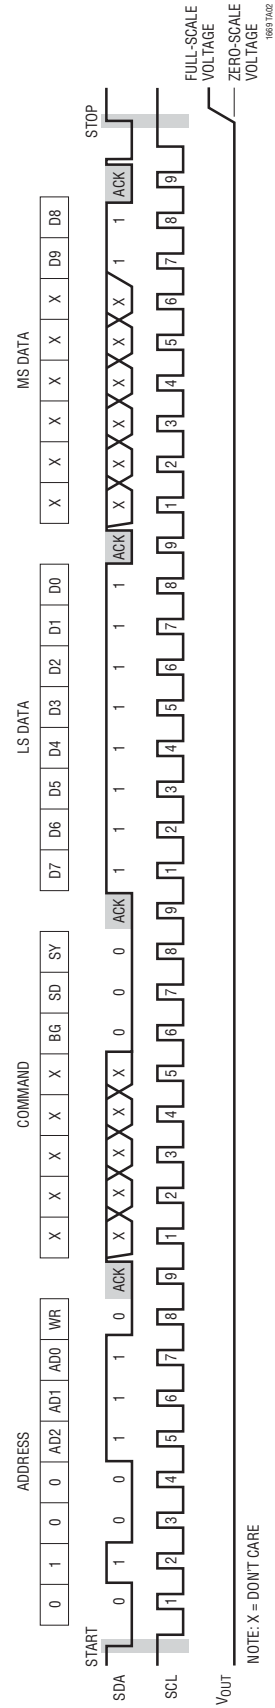 ADDRESS COMMAND LS DATA MS DATA
0 1 0 0 AD2 AD1 AD0 WR X X X X X BG SD SY D7 D6 D5 D4 D3 D2 D1 D0 X X X X X X D9 D8
START STOP
SDA 0 1 0 0 1 1 1 0 ACK X X X X X 0 0 0 ACK 1 1 1 1 1 1 1 1 ACK X X X X X X 1 1 ACK
SCL 1 2 3 4 5 6 7 8 9 1 2 3 4 5 6 7 8 9 1 2 3 4 5 6 7 8 9 1 2 3 4 5 6 7 8 9
FULL-SCALE
VOLTAGE
VOUT
ZERO-SCALE
VOLTAGE
NOTE: X = DON'T CARE
1669 TA02